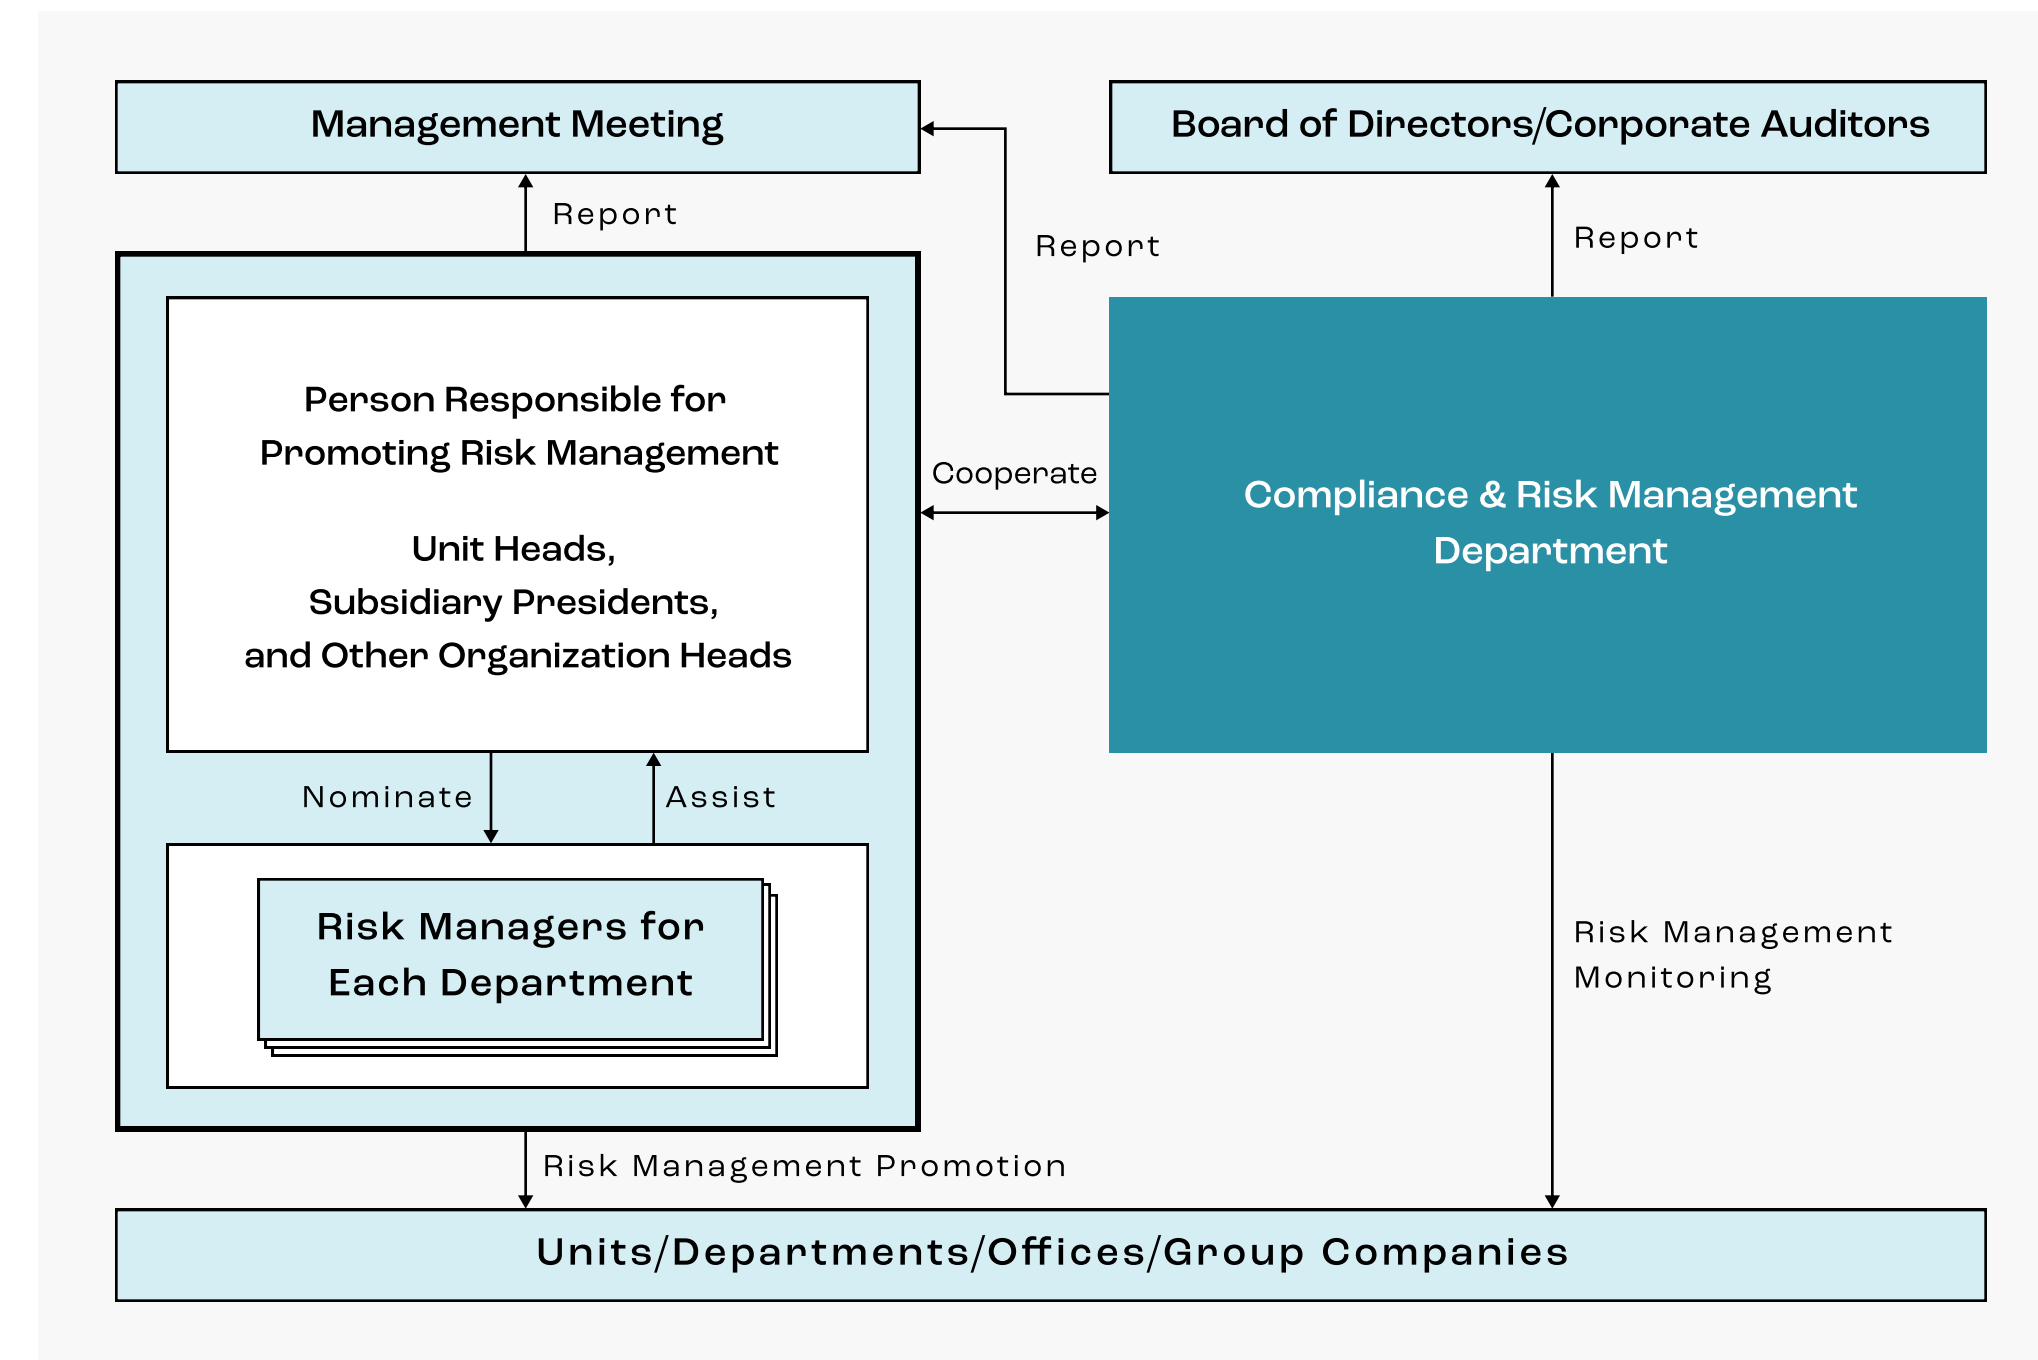 Management Meeting
Board of Directors/Corporate Auditors
Report
Report
Report
Person Responsible for
Promoting Risk Management
Unit Heads,
Subsidiary Presidents,
and Other Organization Heads
Cooperate
Compliance & Risk Management
Department
Nominate
Assist
Risk Managers for
Each Department
Risk Management
Monitoring
Risk Management Promotion
Units/Departments/Offices/Group Companies